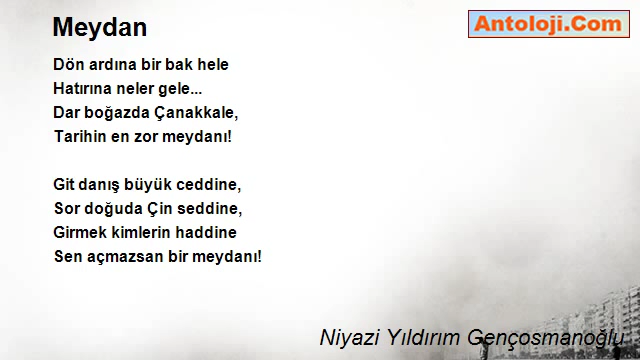 Meydan
Antoloji.Com
Dön ardına bir bak hele
Hatırına neler gele...
Dar boğazda Çanakkale,
Tarihin en zor meydanı!
Git danış büyük ceddine,
Sor doğuda Çin seddine,
Girmek kimlerin haddine
Sen açmazsan bir meydanı!
Niyazi Yıldırım Gençosmanoğlu